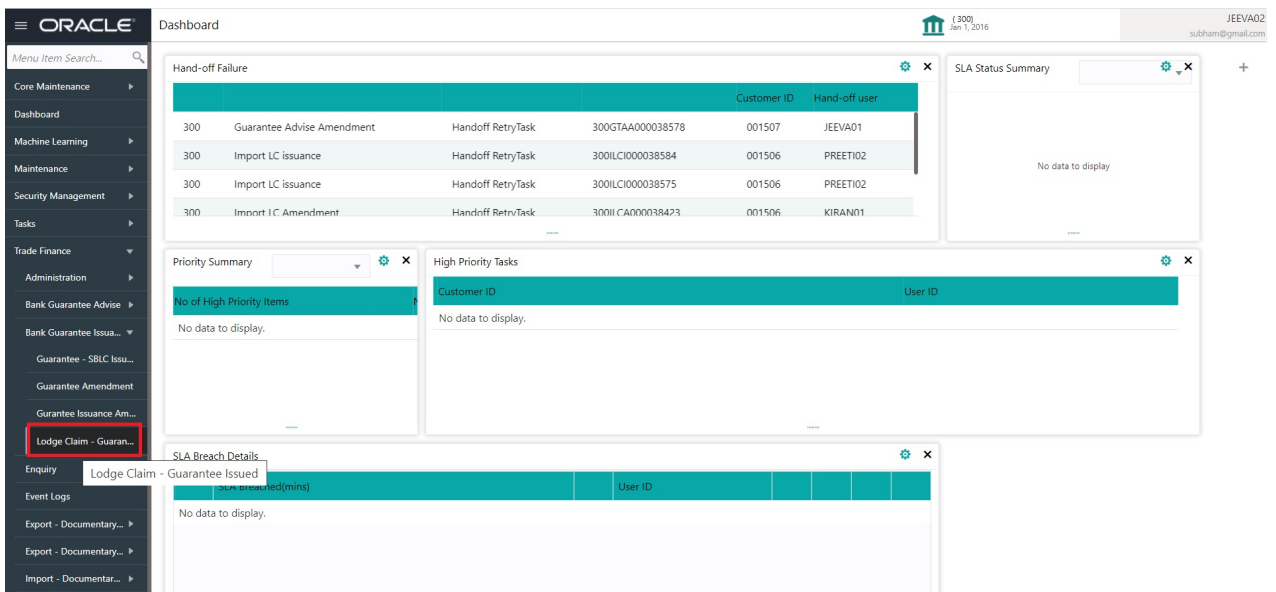 ORACLE
Dashboard
( 300)
Jan 1, 2016
JEEVA02
subham@gmail.com
Menu Item Search...
Core Maintenance
Dashboard
Machine Learning
Maintenance
Security Management
Tasks
Trade Finance
Administration
Bank Guarantee Advise
Bank Guarantee Issua...
Guarantee - SBLC Issu...
Guarantee Amendment
Gurantee Issuance Am...
Lodge Claim - Guaran...
Enquiry
Event Logs
Export - Documentary...
Export - Documentary...
Import - Documentar...
Lodge Claim - Guarantee Issued
Hand-off Failure
Customer ID Hand-off user
300 Guarantee Advise Amendment Handoff RetryTask 300GTAA000038578 001507 JEEVA01
300 Import LC issuance Handoff RetryTask 300ILCI000038584 001506 PREETI02
300 Import LC issuance Handoff RetryTask 300ILCI000038575 001506 PREETI02
300 Import LC Amendment Handoff RetryTask 300ILCA000038423 001506 KIRAN01
SLA Status Summary
No data to display
Priority Summary
No of High Priority Items
No data to display.
High Priority Tasks
Customer ID User ID
No data to display.
SLA Breach Details
SLA Breached(mins) User ID
No data to display.